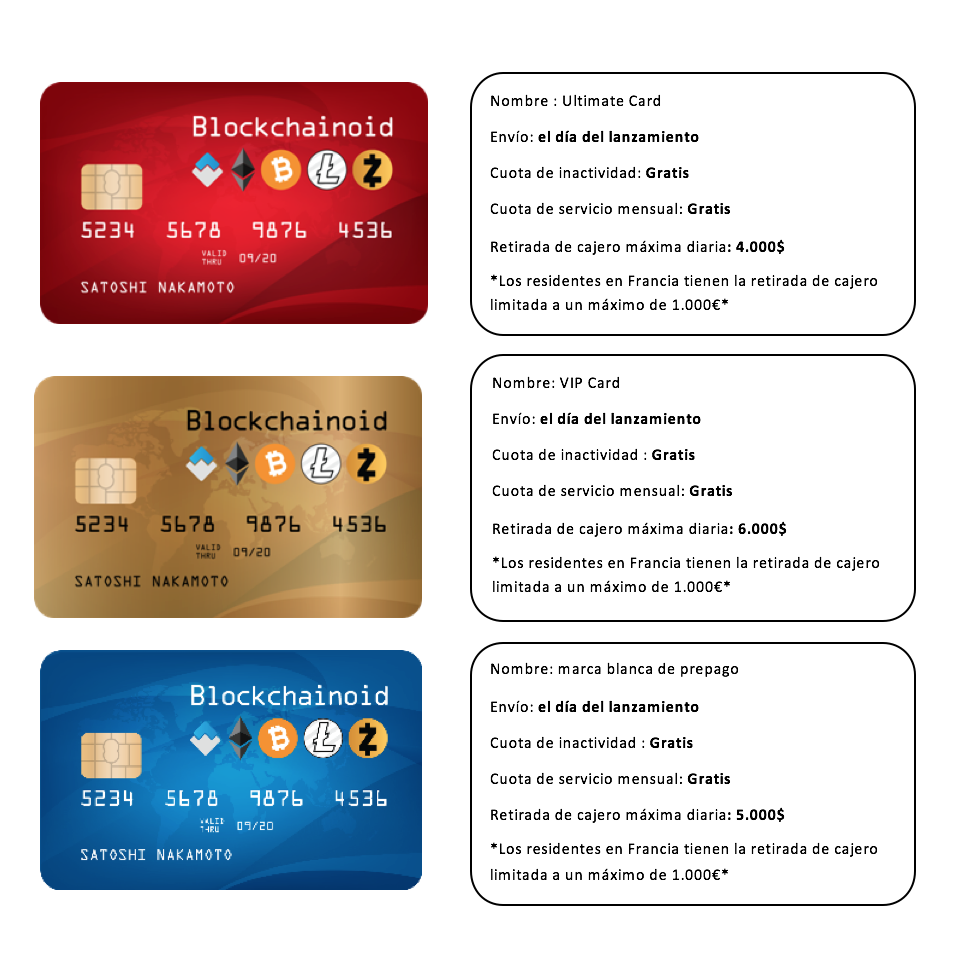 Blockchainoid
5234 5678 9876 4536
VALID
THRU 09/20
SATOSHI NAKAMOTO
Nombre : Ultimate Card
Envío: el día del lanzamiento
Cuota de inactividad: Gratis
Cuota de servicio mensual: Gratis
Retirada de cajero máxima diaria: 4.000$
*Los residentes en Francia tienen la retirada de cajero
limitada a un máximo de 1.000€*
Blockchainoid
5234 5678 9876 4536
VALID
THRU 09/20
SATOSHI NAKAMOTO
Nombre: VIP Card
Envío: el día del lanzamiento
Cuota de inactividad : Gratis
Cuota de servicio mensual: Gratis
Retirada de cajero máxima diaria: 6.000$
*Los residentes en Francia tienen la retirada de cajero
limitada a un máximo de 1.000€*
Blockchainoid
5234 5678 9876 4536
VALID
THRU 09/20
SATOSHI NAKAMOTO
Nombre: marca blanca de prepago
Envío: el día del lanzamiento
Cuota de inactividad : Gratis
Cuota de servicio mensual: Gratis
Retirada de cajero máxima diaria: 5.000$
*Los residentes en Francia tienen la retirada de cajero
limitada a un máximo de 1.000€*